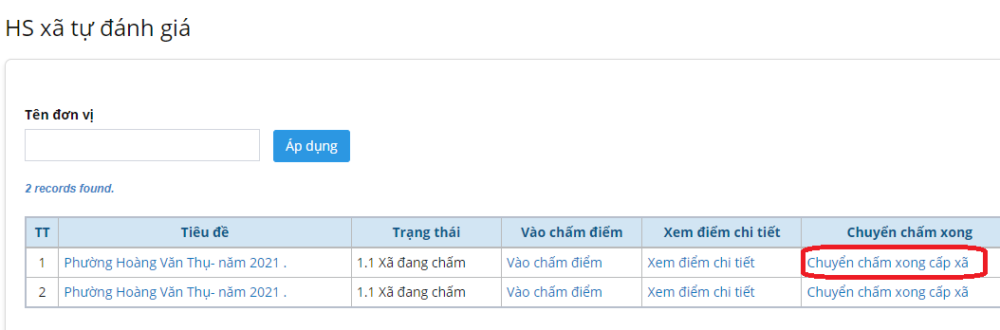 HS xã tự đánh giá
Tên đơn vị
Áp dụng
2 records found.
TT Tiêu đề Trạng thái Vào chấm điểm Xem điểm chi tiết Chuyển chấm xong
1 Phường Hoàng Văn Thụ- năm 2021 . 1.1 Xã đang chấm Vào chấm điểm Xem điểm chi tiết Chuyển chấm xong cấp xã
2 Phường Hoàng Văn Thụ- năm 2021 . 1.1 Xã đang chấm Vào chấm điểm Xem điểm chi tiết Chuyển chấm xong cấp xã